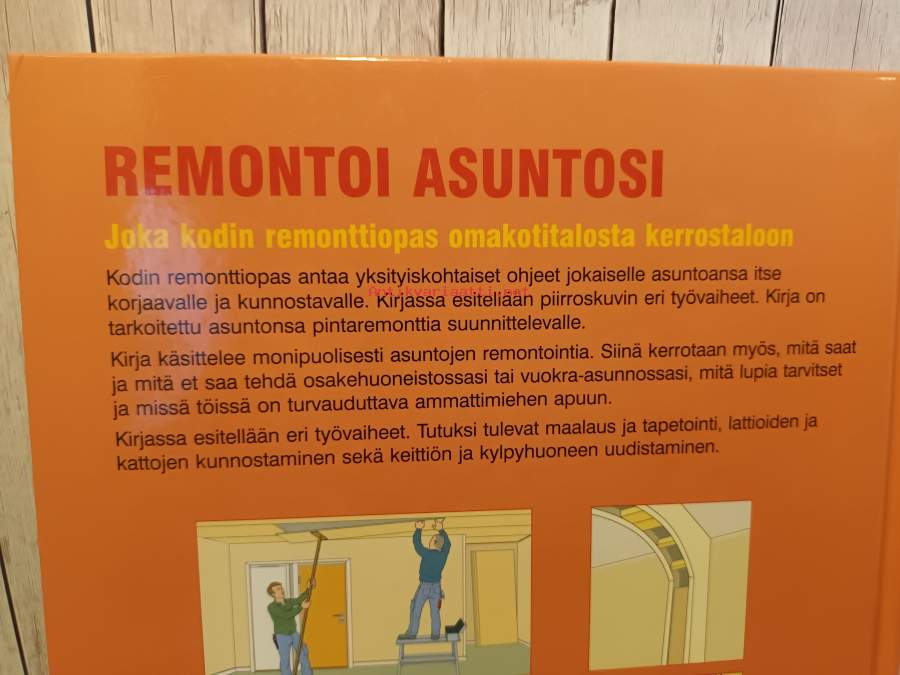 REMONTOI ASUNTOSI
Joka kodin remonttiopas omakotitalosta kerrostaloon
Kodin remonttiopas antaa yksityiskohtaiset ohjeet jokaiselle asuntoansa itse
Antikvariaatti.net
korjaavalle ja kunnostavalle. Kirjassa esitellään piirroskuvin eri työvaiheet. Kirja on
tarkoitettu asuntonsa pintaremonttia suunnittelevalle.
Kirja käsittelee monipuolisesti asuntojen remontointia. Siinä kerrotaan myös, mitä saat
ja mitä et saa tehdä osakehuoneistossasi tai vuokra-asunnossasi, mitä lupia tarvitset
ja missä töissä on turvauduttava ammattimiehen apuun.
Kirjassa esitellään eri työvaiheet. Tutuksi tulevat maalaus ja tapetointi, lattioiden ja
kattojen kunnostaminen sekä keittiön ja kylpyhuoneen uudistaminen.